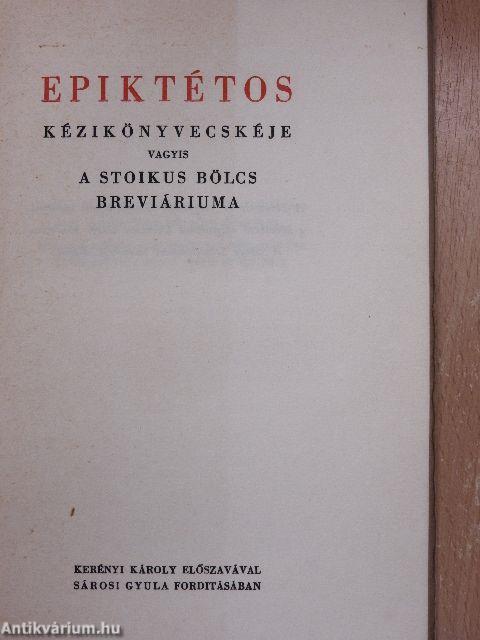 EPIKTÉTOS
KÉZIKÖNYVECSKÉJE
VAGYIS
A STOIKUS BÖLCS
BREVIÁRIUMA
KERÉNYI KÁROLY ELŐSZAVÁVAL
SÁROSI GYULA FORDITÁSÁBAN
Antikvárium.hu